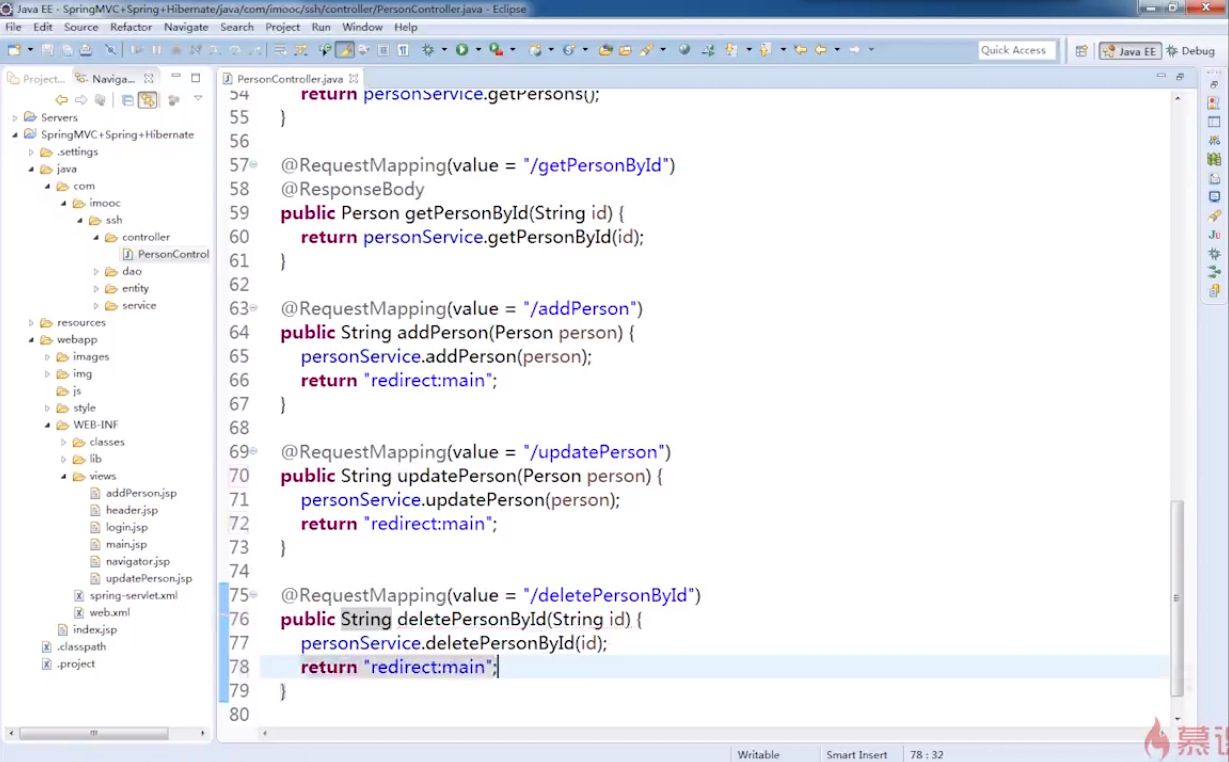 Java EE - SpringMVC+Spring+Hibernate/java/com/imooc/ssh/controller/PersonController.java - Eclipse
File Edit Source Refactor Navigate Search Project Run Window Help
Quick Access
Java EE
Debug
Project...
Naviga...
PersonController.java
Servers
SpringMVC+Spring+Hibernate
.settings
java
com
imooc
ssh
controller
PersonControl
dao
entity
service
resources
webapp
images
img
js
style
WEB-INF
classes
lib
views
addPerson.jsp
header.jsp
login.jsp
main.jsp
navigator.jsp
updatePerson.jsp
spring-servlet.xml
web.xml
index.jsp
.classpath
.project
54 return personService.getPersons();
55 }
56
57 @RequestMapping(value = "/getPersonById")
58 @ResponseBody
59 public Person getPersonById(String id) {
60 return personService.getPersonById(id);
61 }
62
63 @RequestMapping(value = "/addPerson")
64 public String addPerson(Person person) {
65 personService.addPerson(person);
66 return "redirect:main";
67 }
68
69 @RequestMapping(value = "/updatePerson")
70 public String updatePerson(Person person) {
71 personService.updatePerson(person);
72 return "redirect:main";
73 }
74
75 @RequestMapping(value = "/deletePersonById")
76 public String deletePersonById(String id) {
77 personService.deletePersonById(id);
78 return "redirect:main";
79 }
80
Ju
Writable
Smart Insert
78 : 32
慕